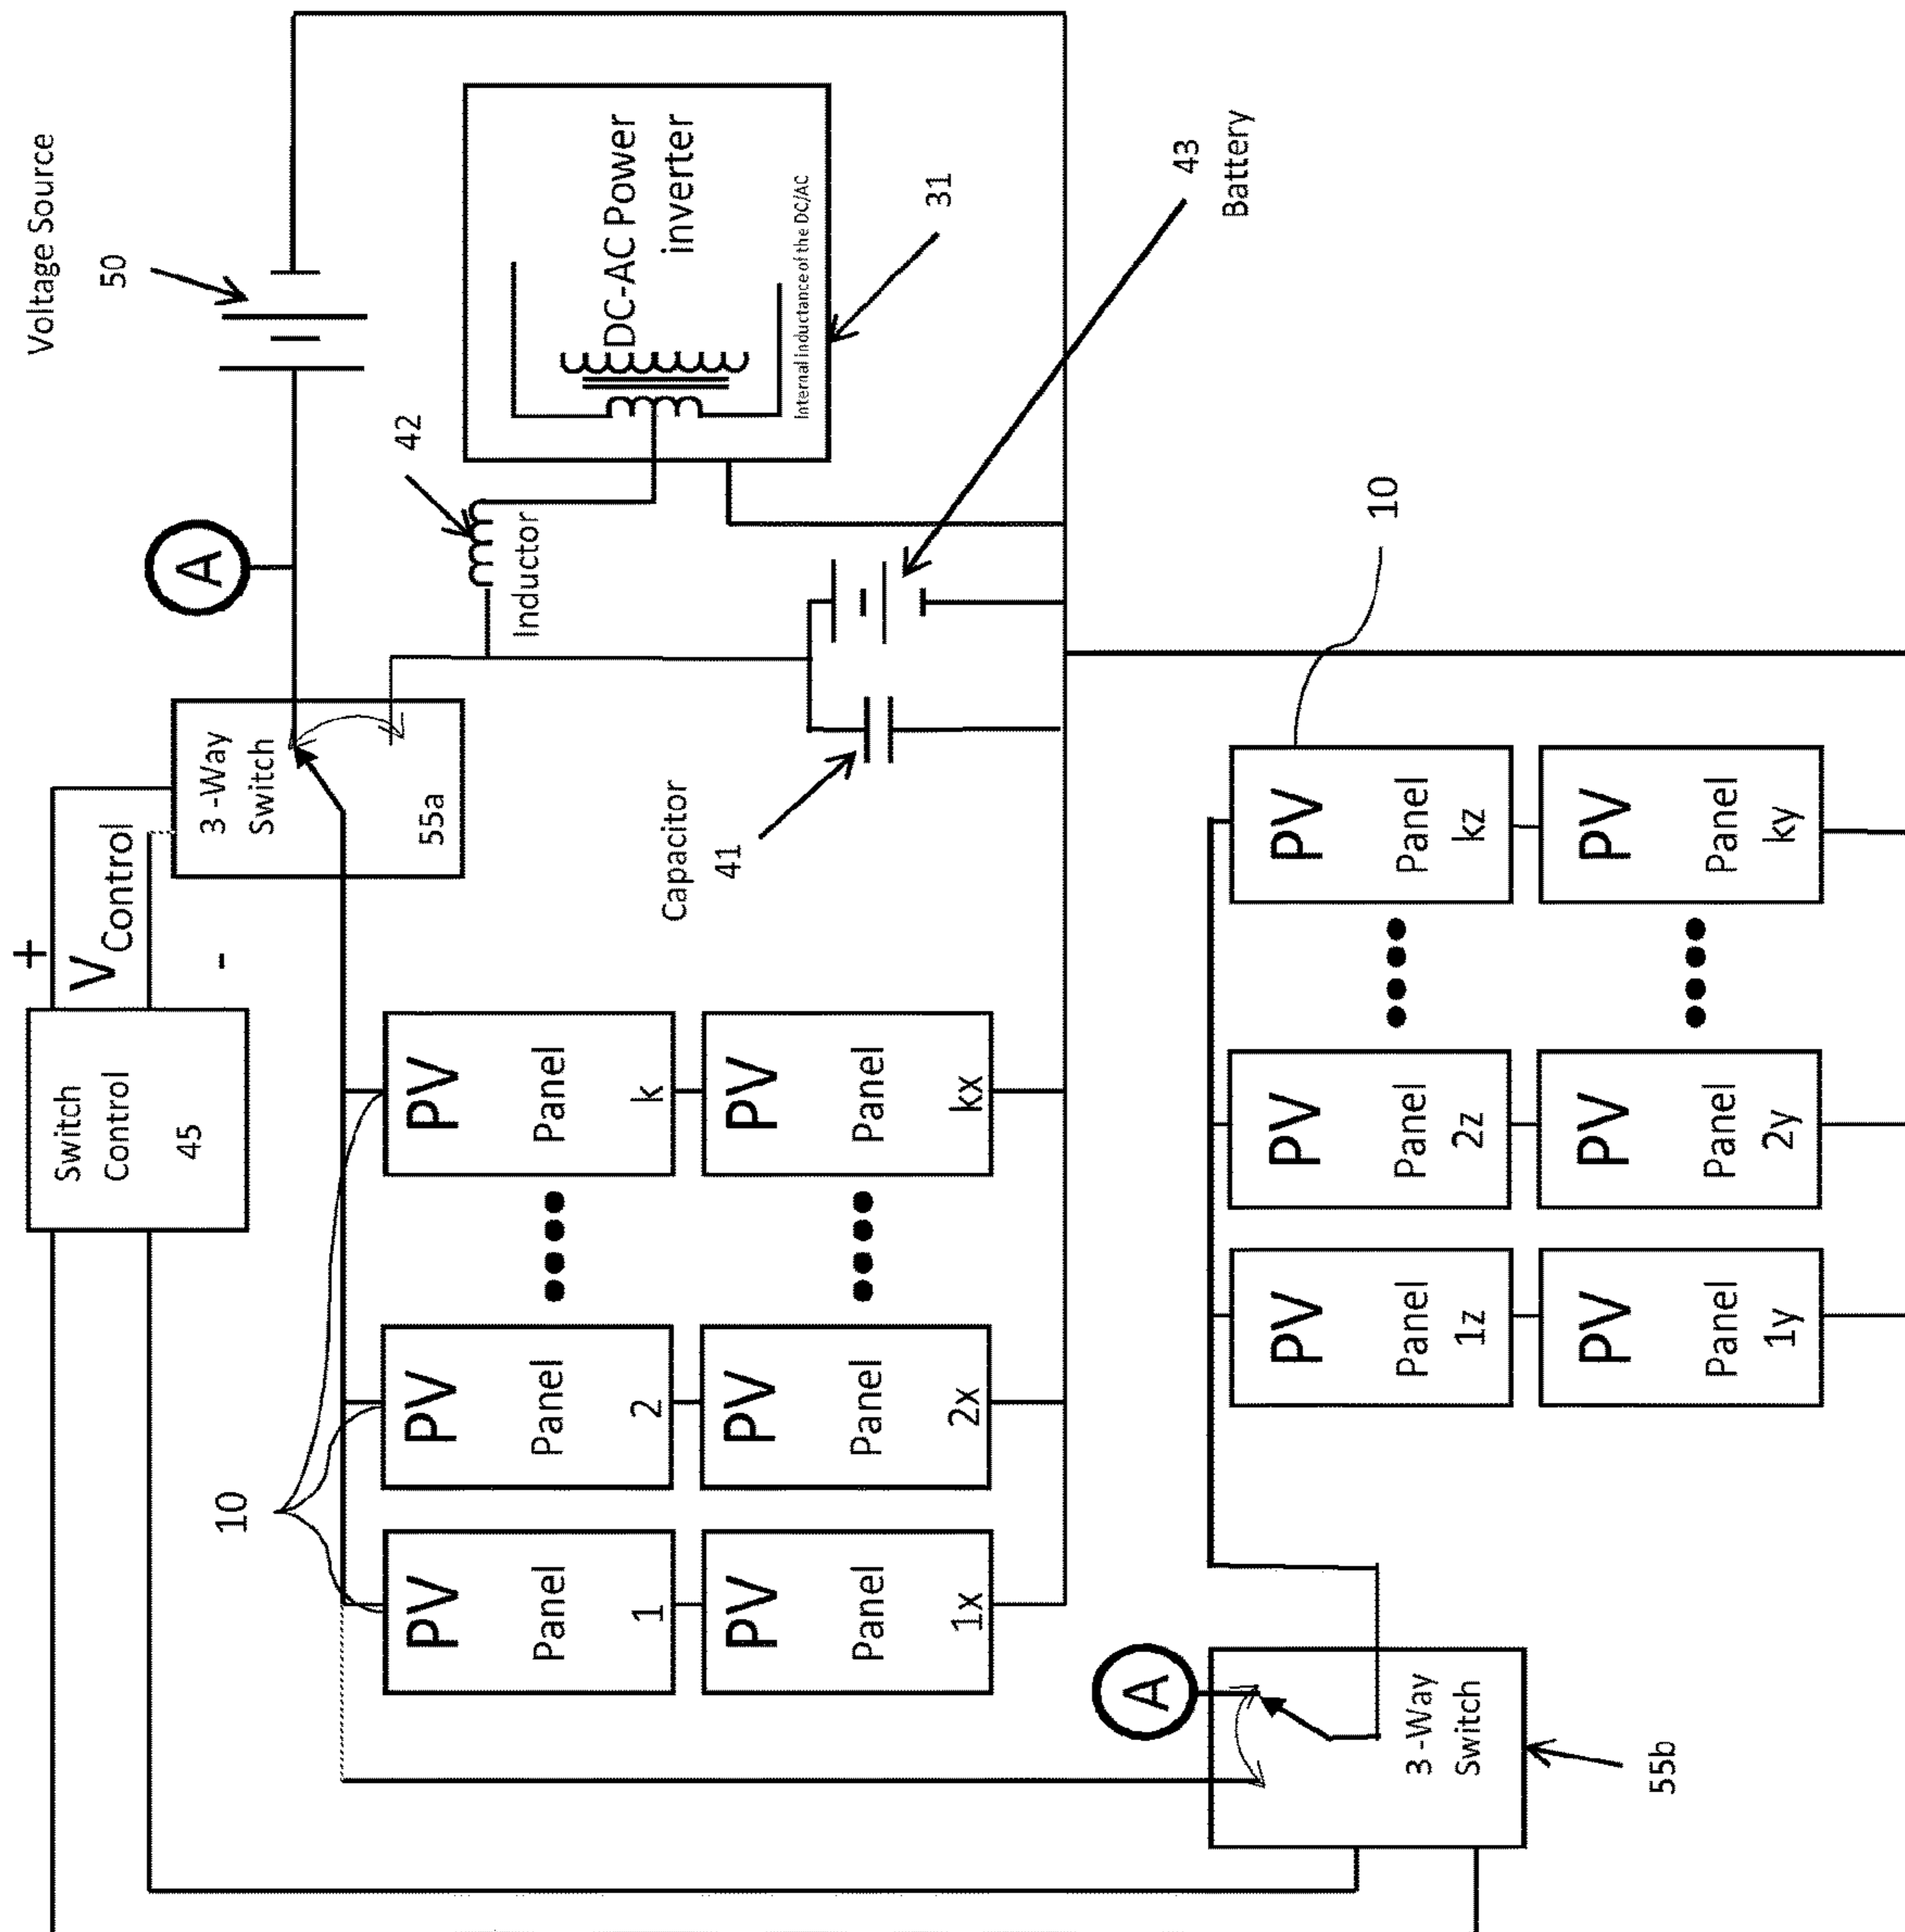 Voltage Source
50
+
V Control
-
Switch
Control
45
A
3 -Way
Switch
55a
42
Inductor
DC-AC Power
inverter
Internal Inductance of the DC/AC
31
43
Battery
Capacitor
41
10
PV
Panel
1
PV
Panel
2
PV
Panel
k
PV
Panel
1x
PV
Panel
2x
PV
Panel
kx
10
A
3 -Way
Switch
55b
PV
Panel
1z
PV
Panel
2z
PV
Panel
kz
PV
Panel
1y
PV
Panel
2y
PV
Panel
ky